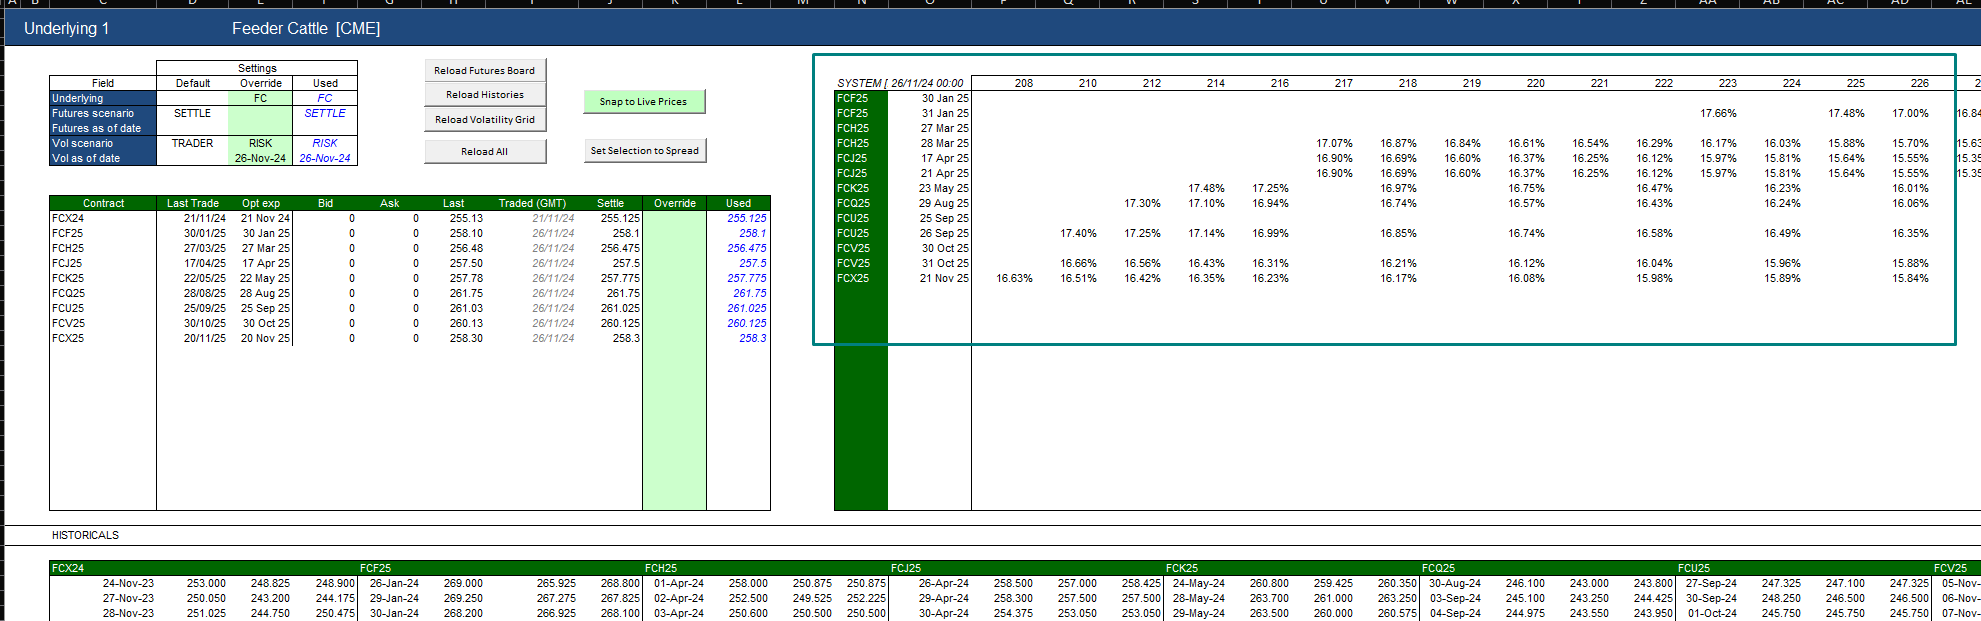 Underlying 1 Feeder Cattle [CME]
Settings
Field Default Override Used
Underlying FC FC
Futures scenario SETTLE SETTLE
Futures as of date
Vol scenario TRADER RISK RISK
Vol as of date 26-Nov-24 26-Nov-24
Reload Futures Board
Reload Histories
Reload Volatility Grid
Reload All
Snap to Live Prices
Set Selection to Spread
Contract Last Trade Opt exp Bid Ask Last Traded (GMT) Settle Override Used
FCX24 21/11/24 21 Nov 24 0 0 255.13 21/11/24 255.125 255.125
FCF25 30/01/25 30 Jan 25 0 0 258.10 26/11/24 258.1 258.1
FCH25 27/03/25 27 Mar 25 0 0 256.48 26/11/24 256.475 256.475
FCJ25 17/04/25 17 Apr 25 0 0 257.50 26/11/24 257.5 257.5
FCK25 22/05/25 22 May 25 0 0 257.78 26/11/24 257.775 257.775
FCQ25 28/08/25 28 Aug 25 0 0 261.75 26/11/24 261.75 261.75
FCU25 25/09/25 25 Sep 25 0 0 261.03 26/11/24 261.025 261.025
FCV25 30/10/25 30 Oct 25 0 0 260.13 26/11/24 260.125 260.125
FCX25 20/11/25 20 Nov 25 0 0 258.30 26/11/24 258.3 258.3
SYSTEM [ 26/11/24 00:00 208 210 212 214 216 217 218 219 220 221 222 223 224 225 226
FCF25 30 Jan 25
FCF25 31 Jan 25 17.66% 17.48% 17.00% 16.84
FCH25 27 Mar 25
FCH25 28 Mar 25 17.07% 16.87% 16.84% 16.61% 16.54% 16.29% 16.17% 16.03% 15.88% 15.70% 15.63
FCJ25 17 Apr 25 16.90% 16.69% 16.60% 16.37% 16.25% 16.12% 15.97% 15.81% 15.64% 15.55% 15.35
FCJ25 21 Apr 25 16.90% 16.69% 16.60% 16.37% 16.25% 16.12% 15.97% 15.81% 15.64% 15.55% 15.35
FCK25 23 May 25 17.48% 17.25% 16.97% 16.75% 16.47% 16.23% 16.01%
FCQ25 29 Aug 25 17.30% 17.10% 16.94% 16.74% 16.57% 16.43% 16.24% 16.06%
FCU25 25 Sep 25
FCU25 26 Sep 25 17.40% 17.25% 17.14% 16.99% 16.85% 16.74% 16.58% 16.49% 16.35%
FCV25 30 Oct 25
FCV25 31 Oct 25 16.66% 16.56% 16.43% 16.31% 16.21% 16.12% 16.04% 15.96% 15.88%
FCX25 21 Nov 25 16.63% 16.51% 16.42% 16.35% 16.23% 16.17% 16.08% 15.98% 15.89% 15.84%
HISTORICALS
FCX24 FCF25 FCH25 FCJ25 FCK25 FCQ25 FCU25 FCV25
24-Nov-23 253.000 248.825 248.900 26-Jan-24 269.000 265.925 268.800 01-Apr-24 258.000 250.875 250.875 26-Apr-24 258.500 257.000 258.425 24-May-24 260.800 259.425 260.350 30-Aug-24 246.100 243.000 243.800 27-Sep-24 247.325 247.100 247.325 05-Nov-
27-Nov-23 250.050 243.200 244.175 29-Jan-24 269.250 267.275 267.825 02-Apr-24 252.500 249.525 252.225 29-Apr-24 258.300 257.500 257.500 28-May-24 263.700 261.000 263.250 03-Sep-24 245.100 243.250 244.425 30-Sep-24 248.250 246.500 246.500 06-Nov-
28-Nov-23 251.025 244.750 250.475 30-Jan-24 268.200 266.925 268.100 03-Apr-24 250.600 250.500 250.500 30-Apr-24 254.375 253.050 253.050 29-May-24 263.500 260.000 260.575 04-Sep-24 244.975 243.550 243.950 01-Oct-24 245.750 245.750 245.750 07-Nov-